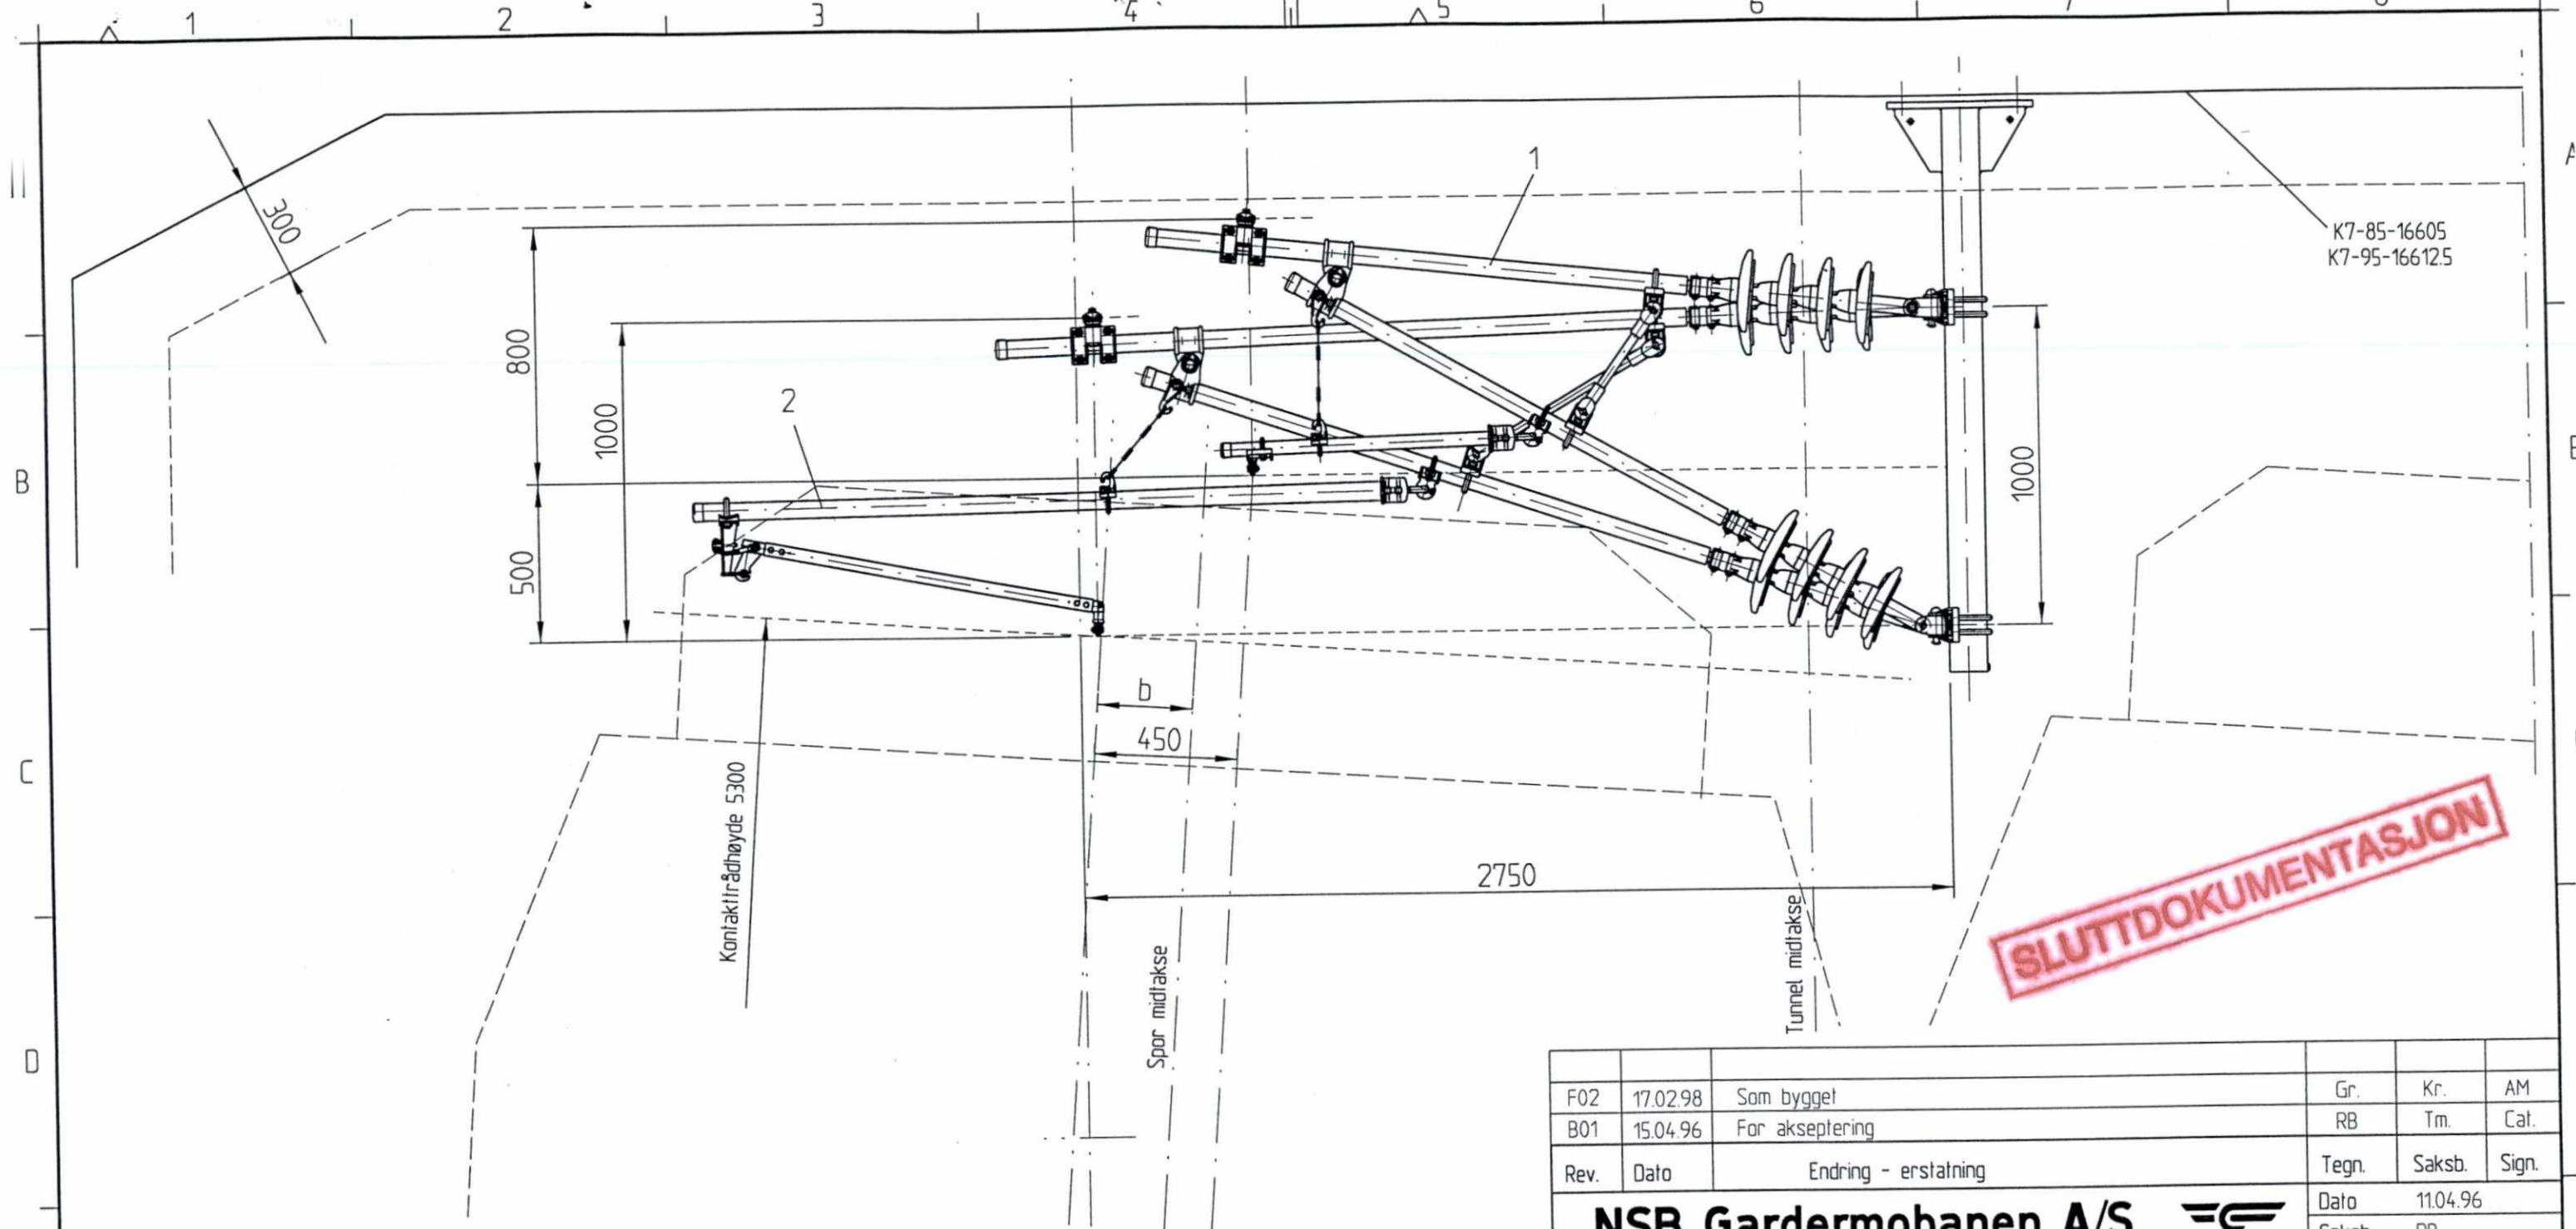 1 2 3 4 5 6
A
300
1
K7-85-16605
K7-95-16612.5
800
1000
2
B
1000
500
b
450
C
Kontakttrådhøyde 5300
2750
SLUTTDOKUMENTASJON
Spor midtakse
Tunnel midtakse
D
F02 17.02.98 Som bygget Gr. Kr. AM
B01 15.04.96 For akseptering RB Tm. Cat.
Rev. Dato Endring - erstatning Tegn. Saksb. Sign.
NSB Gardermobanen A/S
Dato 11.04.96